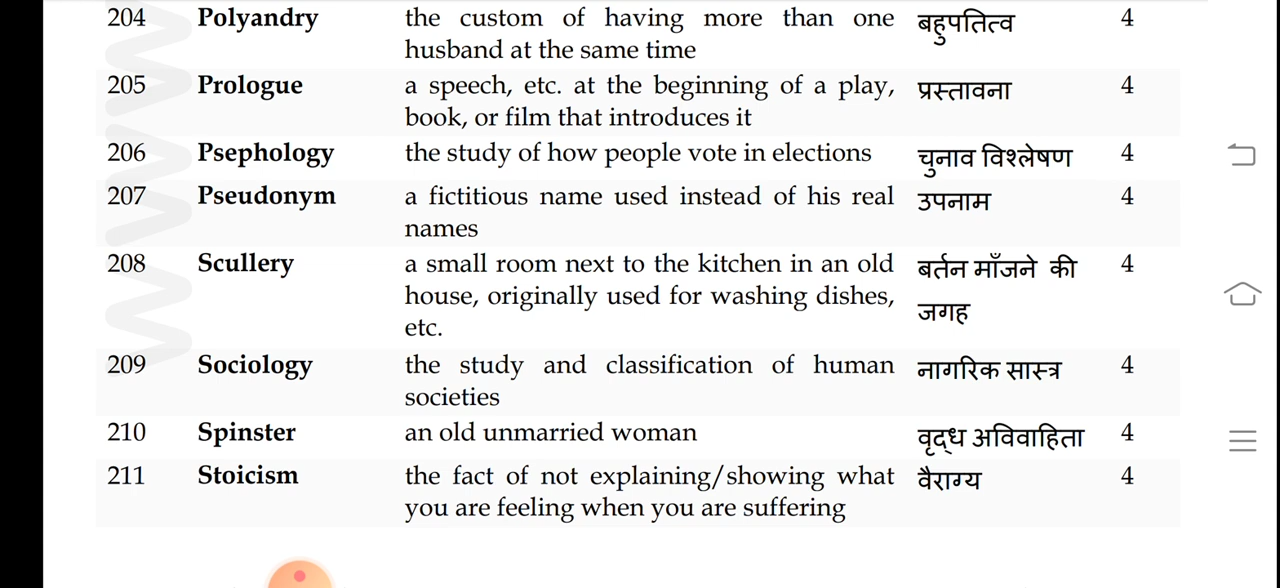 204 Polyandry the custom of having more than one बहुपतित्व 4
husband at the same time
205 Prologue a speech, etc. at the beginning of a play, प्रस्तावना 4
book, or film that introduces it
206 Psephology the study of how people vote in elections चुनाव विश्लेषण 4
207 Pseudonym a fictitious name used instead of his real उपनाम 4
names
208 Scullery a small room next to the kitchen in an old बर्तन माँजने की 4
house, originally used for washing dishes, जगह
etc.
209 Sociology the study and classification of human नागरिक सास्त्र 4
societies
210 Spinster an old unmarried woman वृद्ध अविवाहिता 4
211 Stoicism the fact of not explaining/showing what वैराग्य 4
you are feeling when you are suffering